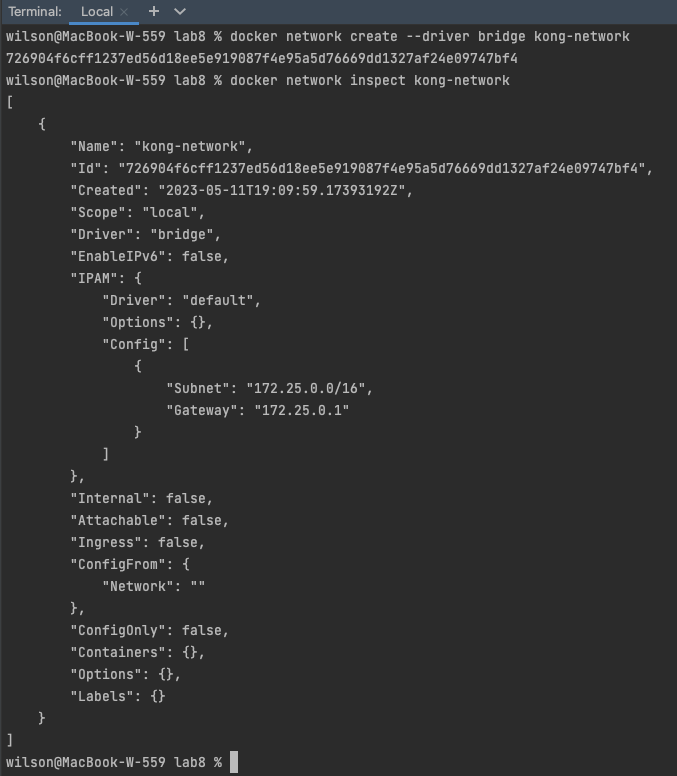 Terminal: Local × + ⌄
wilson@MacBook-W-559 lab8 % docker network create --driver bridge kong-network
726904f6cff1237ed56d18ee5e919087f4e95a5d76669dd1327af24e09747bf4
wilson@MacBook-W-559 lab8 % docker network inspect kong-network
[
    {
        "Name": "kong-network",
        "Id": "726904f6cff1237ed56d18ee5e919087f4e95a5d76669dd1327af24e09747bf4",
        "Created": "2023-05-11T19:09:59.17393192Z",
        "Scope": "local",
        "Driver": "bridge",
        "EnableIPv6": false,
        "IPAM": {
            "Driver": "default",
            "Options": {},
            "Config": [
                {
                    "Subnet": "172.25.0.0/16",
                    "Gateway": "172.25.0.1"
                }
            ]
        },
        "Internal": false,
        "Attachable": false,
        "Ingress": false,
        "ConfigFrom": {
            "Network": ""
        },
        "ConfigOnly": false,
        "Containers": {},
        "Options": {},
        "Labels": {}
    }
]
wilson@MacBook-W-559 lab8 %